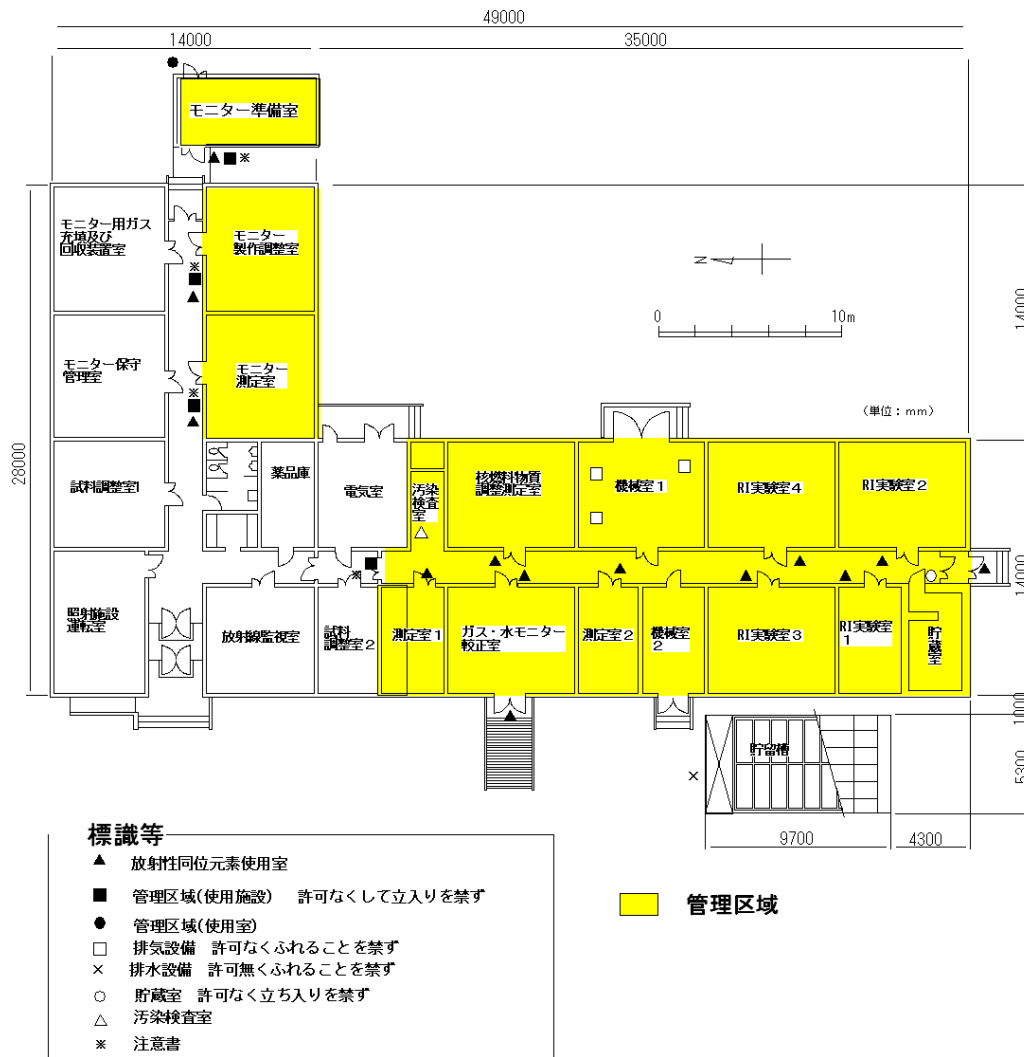 49000
14000
35000
モニター準備室
▲ ■ ※
モニター用ガス
充填及び
回収装置室
モニター
製作調整室
※
N
0
10m
14000
モニター保守
管理室
モニター
測定室
※
(単位:mm)
28000
試料調整室1
薬品庫
電気室
汚染
検査
室
核燃料物質
調整測定室
機械室1
RI実験室4
RI実験室2
※
14000
照射施設
運転室
放射線監視室
試料
調整室2
測定室1
ガス・水モニター
較正室
測定室2
機械室
2
RI実験室3
RI実験室
1
貯蔵室
1000
貯留槽
×
5300
9700
4300
標識等
▲ 放射性同位元素使用室
■ 管理区域(使用施設) 許可なくして立入りを禁ず
● 管理区域(使用室)
□ 排気設備 許可なくふれることを禁ず
× 排水設備 許可無くふれることを禁ず
○ 貯蔵室 許可なく立ち入りを禁ず
△ 汚染検査室
※ 注意書
管理区域